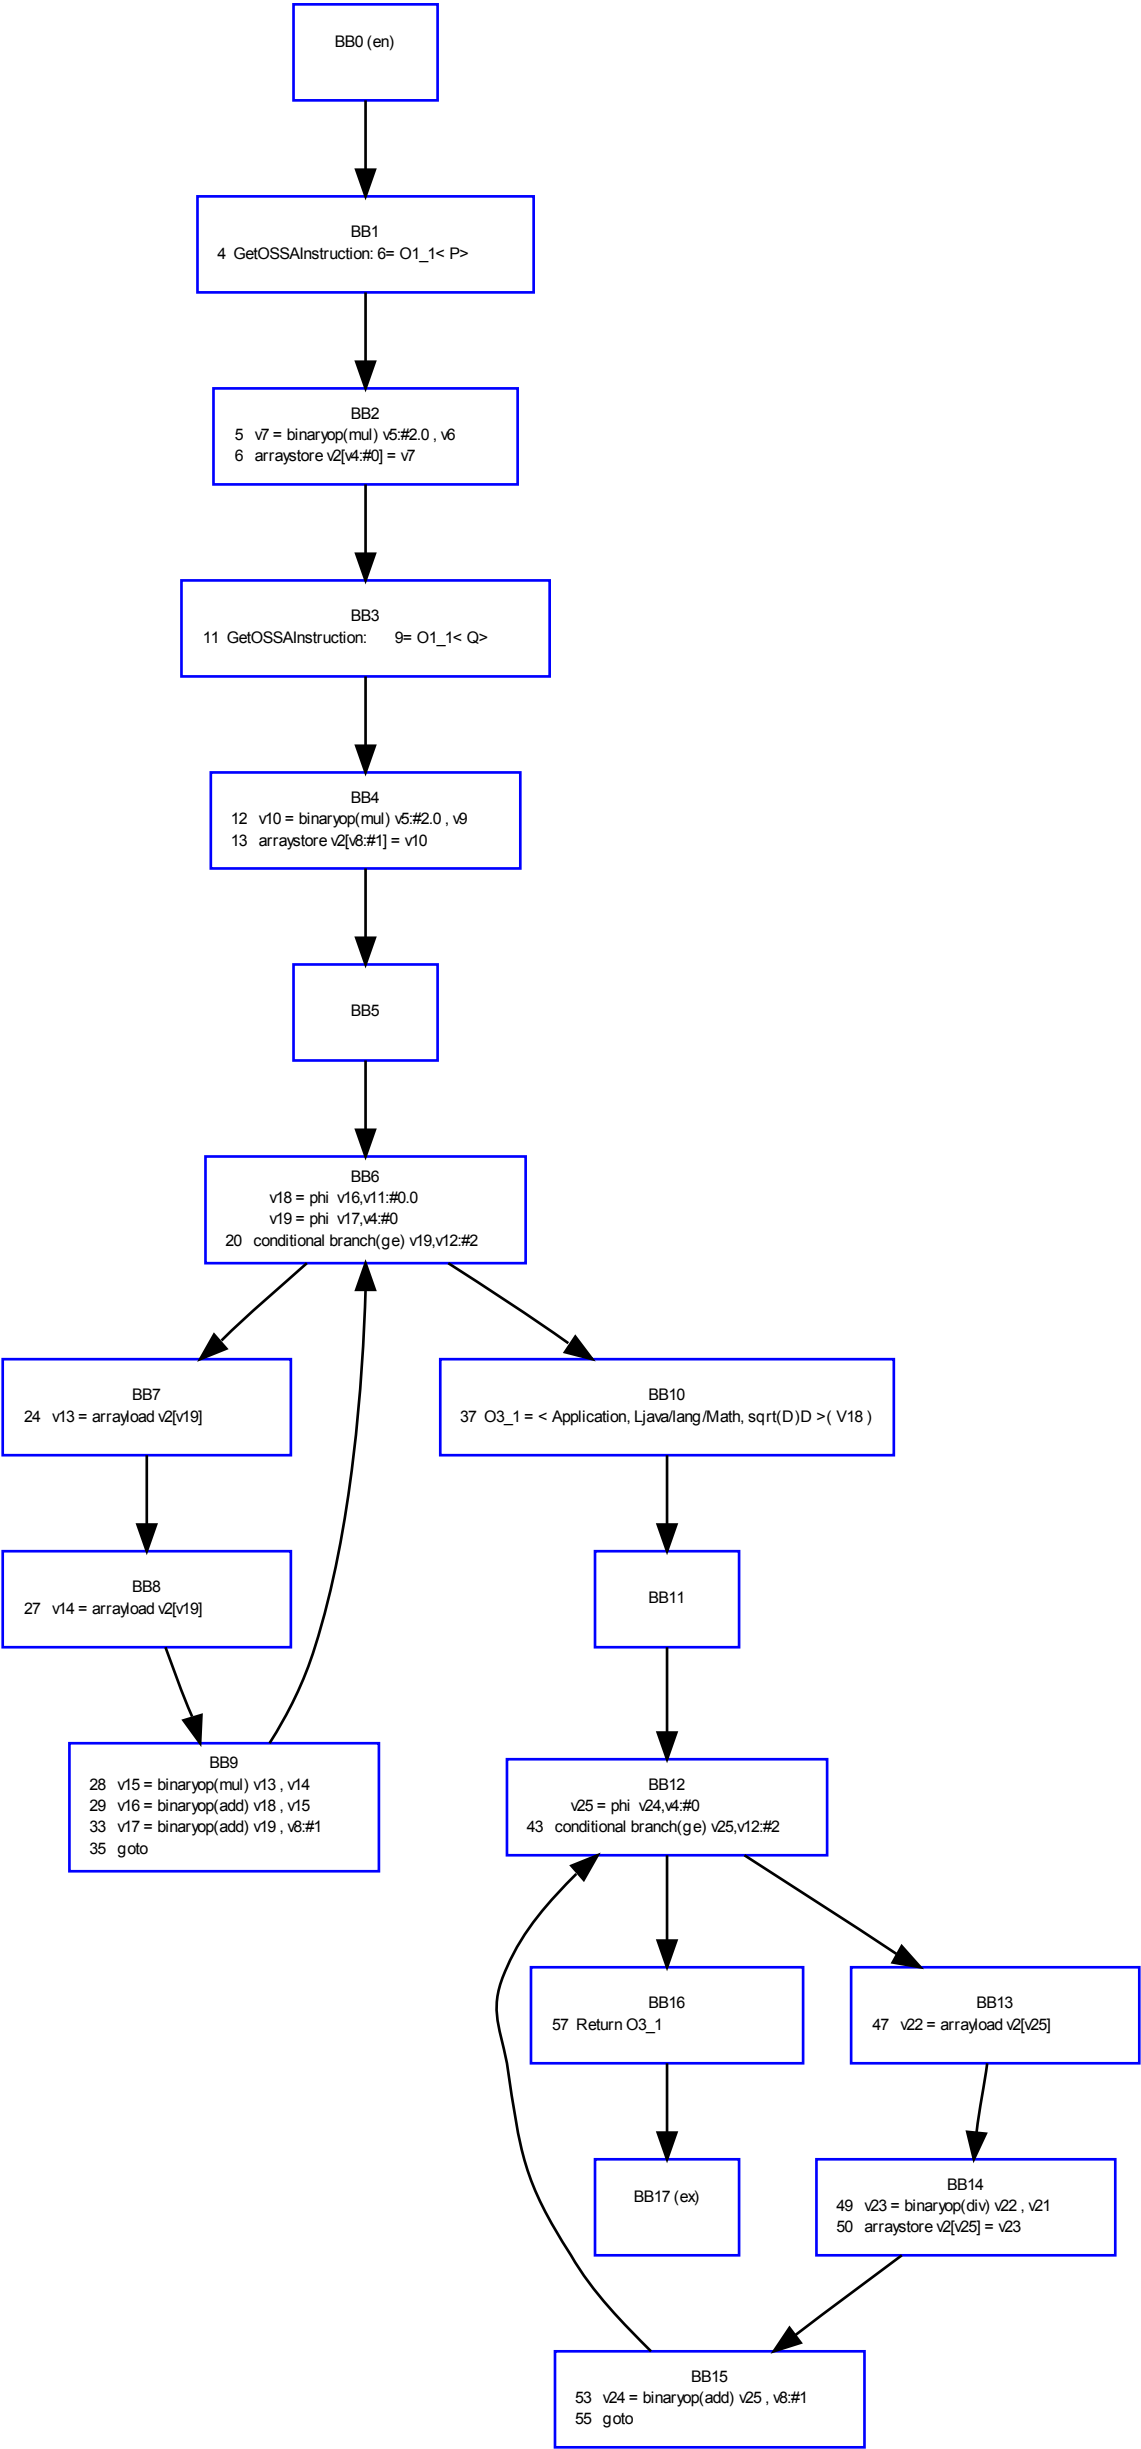 BB0 (en)
BB1
4 GetOSSAInstruction: 6= O1_1< P>
BB2
5 v7 = binaryop(mul) v5:#2.0 , v6
6 arraystore v2[v4:#0] = v7
BB3
11 GetOSSAInstruction: 9= O1_1< Q>
BB4
12 v10 = binaryop(mul) v5:#2.0 , v9
13 arraystore v2[v8:#1] = v10
BB5
BB6
v18 = phi v16,v11:#0.0
v19 = phi v17,v4:#0
20 conditional branch(ge) v19,v12:#2
BB7
24 v13 = arrayload v2[v19]
BB10
37 O3_1 = < Application, Ljava/lang/Math, sqrt(D)D >( V18 )
BB8
27 v14 = arrayload v2[v19]
BB11
BB9
28 v15 = binaryop(mul) v13 , v14
29 v16 = binaryop(add) v18 , v15
33 v17 = binaryop(add) v19 , v8:#1
35 goto
BB12
v25 = phi v24,v4:#0
43 conditional branch(ge) v25,v12:#2
BB16
57 Return O3_1
BB13
47 v22 = arrayload v2[v25]
BB17 (ex)
BB14
49 v23 = binaryop(div) v22 , v21
50 arraystore v2[v25] = v23
BB15
53 v24 = binaryop(add) v25 , v8:#1
55 goto